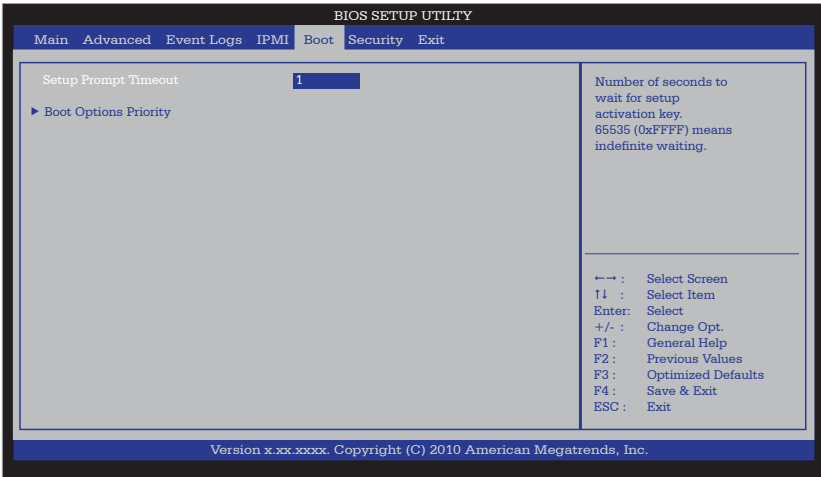 BIOS SETUP UTILTY
Main Advanced Event Logs IPMI Boot Security Exit
Setup Prompt Timeout 1
▶ Boot Options Priority
Number of seconds to
wait for setup
activation key.
65535 (0xFFFF) means
indefinite waiting.
←→ : Select Screen
↑↓ : Select Item
Enter: Select
+/- : Change Opt.
F1 : General Help
F2 : Previous Values
F3 : Optimized Defaults
F4 : Save & Exit
ESC : Exit
Version x.xx.xxxx. Copyright (C) 2010 American Megatrends, Inc.